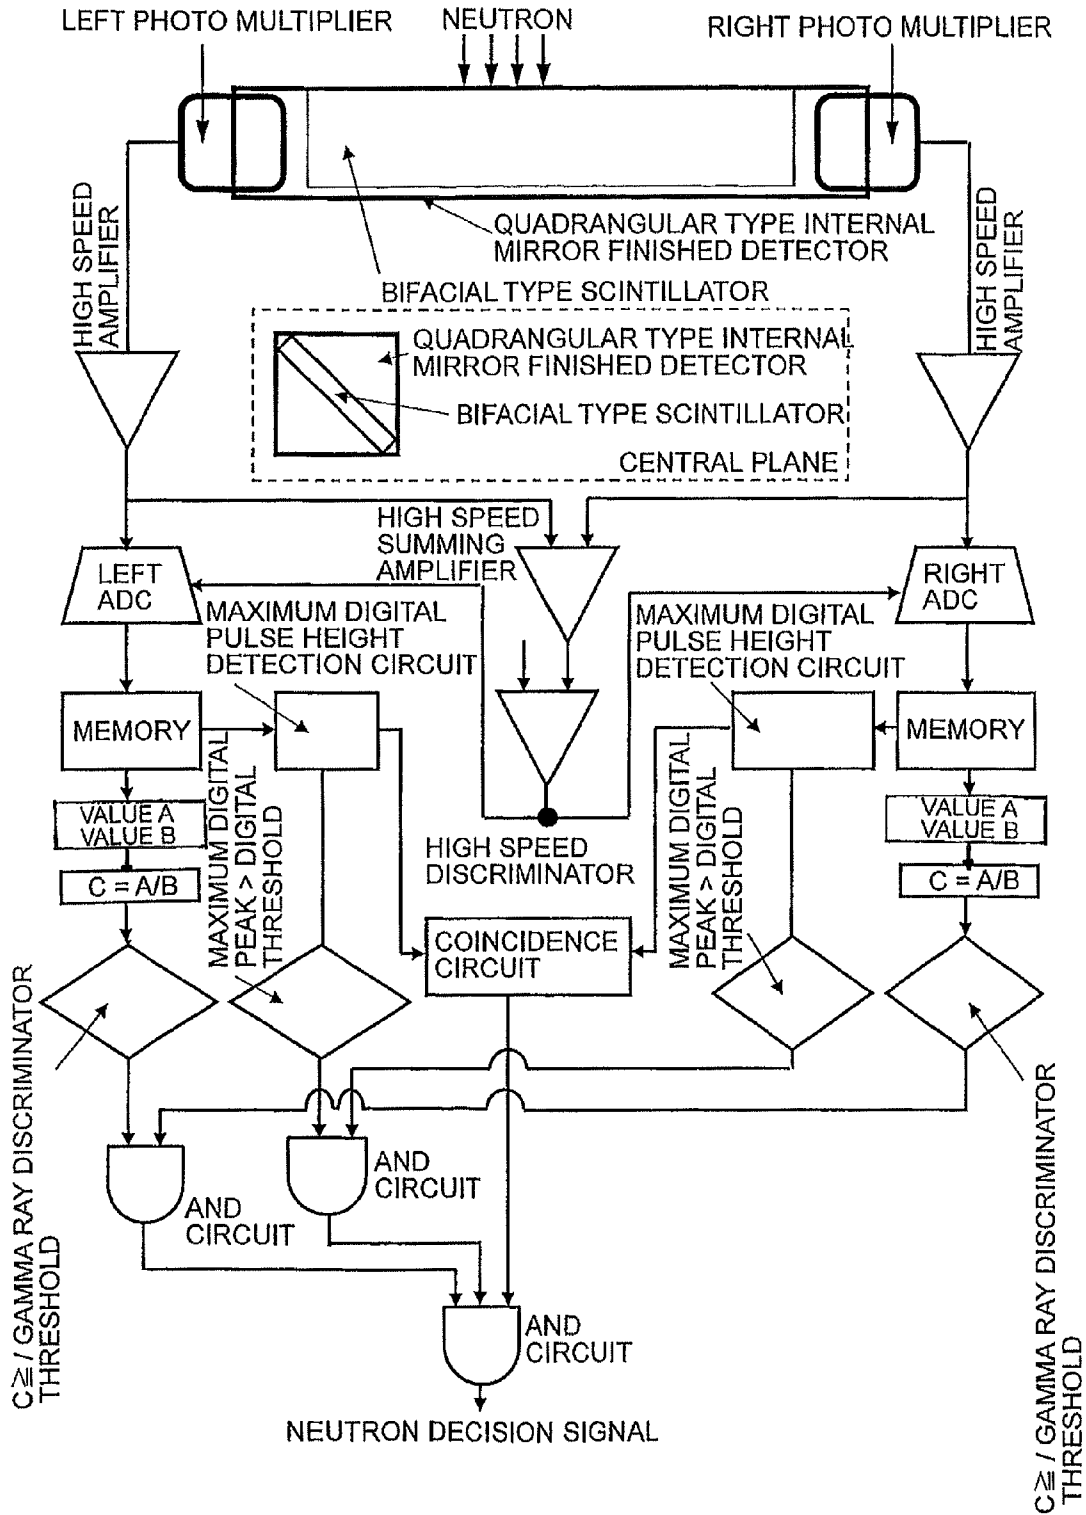 LEFT PHOTO MULTIPLIER
NEUTRON
RIGHT PHOTO MULTIPLIER
HIGH SPEED
AMPLIFIER
QUADRANGULAR TYPE INTERNAL
MIRROR FINISHED DETECTOR
BIFACIAL TYPE SCINTILLATOR
HIGH SPEED
AMPLIFIER
QUADRANGULAR TYPE INTERNAL
MIRROR FINISHED DETECTOR
BIFACIAL TYPE SCINTILLATOR
CENTRAL PLANE
HIGH SPEED
SUMMING
AMPLIFIER
LEFT
ADC
RIGHT
ADC
MAXIMUM DIGITAL
PULSE HEIGHT
DETECTION CIRCUIT
MAXIMUM DIGITAL
PULSE HEIGHT
DETECTION CIRCUIT
MEMORY
MEMORY
MAXIMUM DIGITAL
PEAK > DIGITAL
THRESHOLD
MAXIMUM DIGITAL
PEAK > DIGITAL
THRESHOLD
VALUE A
VALUE B
VALUE A
VALUE B
HIGH SPEED
DISCRIMINATOR
C = A/B
C = A/B
COINCIDENCE
CIRCUIT
C ≧ / GAMMA RAY DISCRIMINATOR
THRESHOLD
C ≧ / GAMMA RAY DISCRIMINATOR
THRESHOLD
AND
CIRCUIT
AND
CIRCUIT
AND
CIRCUIT
NEUTRON DECISION SIGNAL